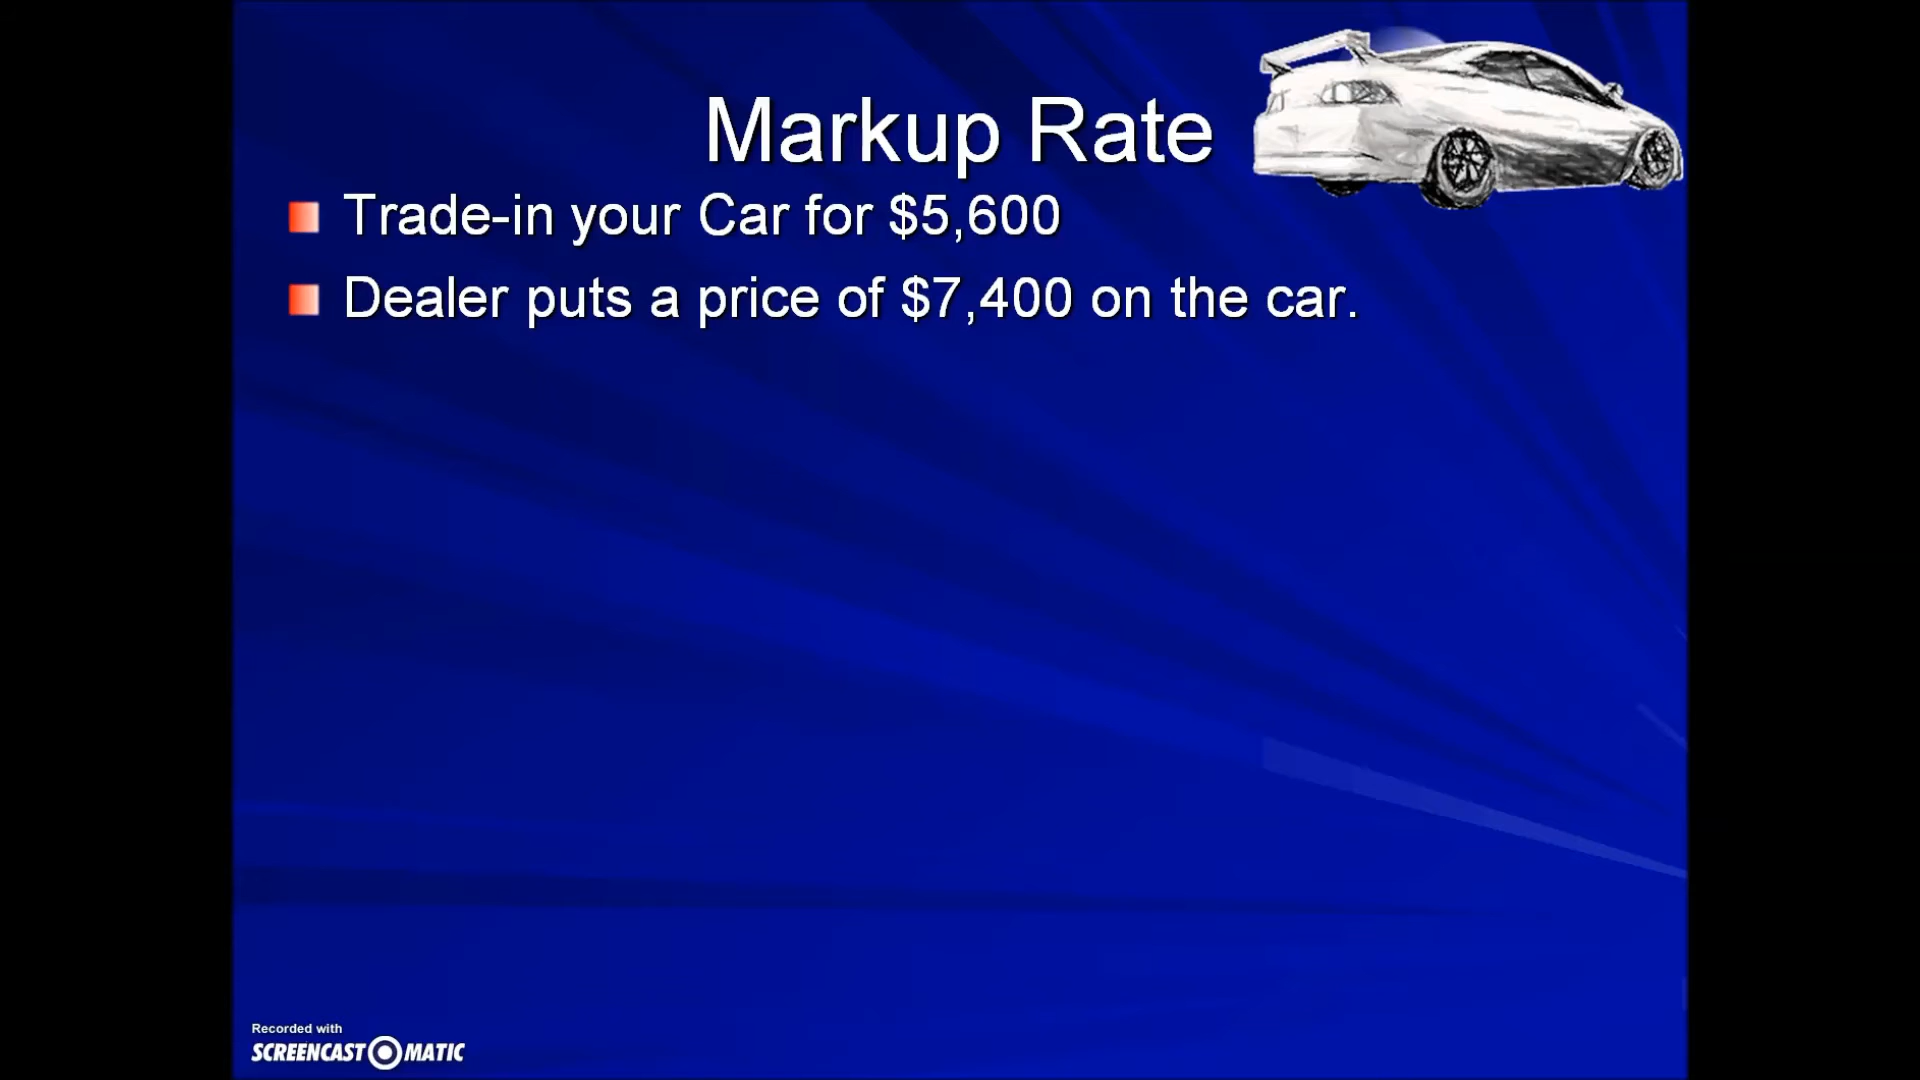 Markup Rate
Trade-in your Car for $5,600
Dealer puts a price of $7,400 on the car.
Recorded with
SCREENCAST MATIC